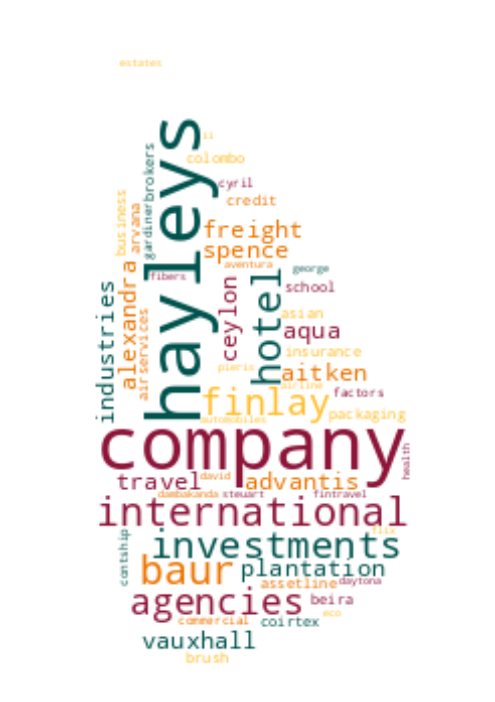 estates
ii
colombo
cyril
credit
freight
spence
aventura
george
school
hayleys
brokers
gardiner
business
arvana
alexandra
airservices
industries
fibers
ceylon
hotel
asian
aqua
insurance
pieris
aitken
airline
factors
finlay
packaging
automobiles
company
health
travel
david
advantis
dambakanda
steuart
fintravel
international
flix
contship
investments
baur
plantation
assetline
daytona
agencies
beira
eco
commercial
coirtex
vauxhall
brush